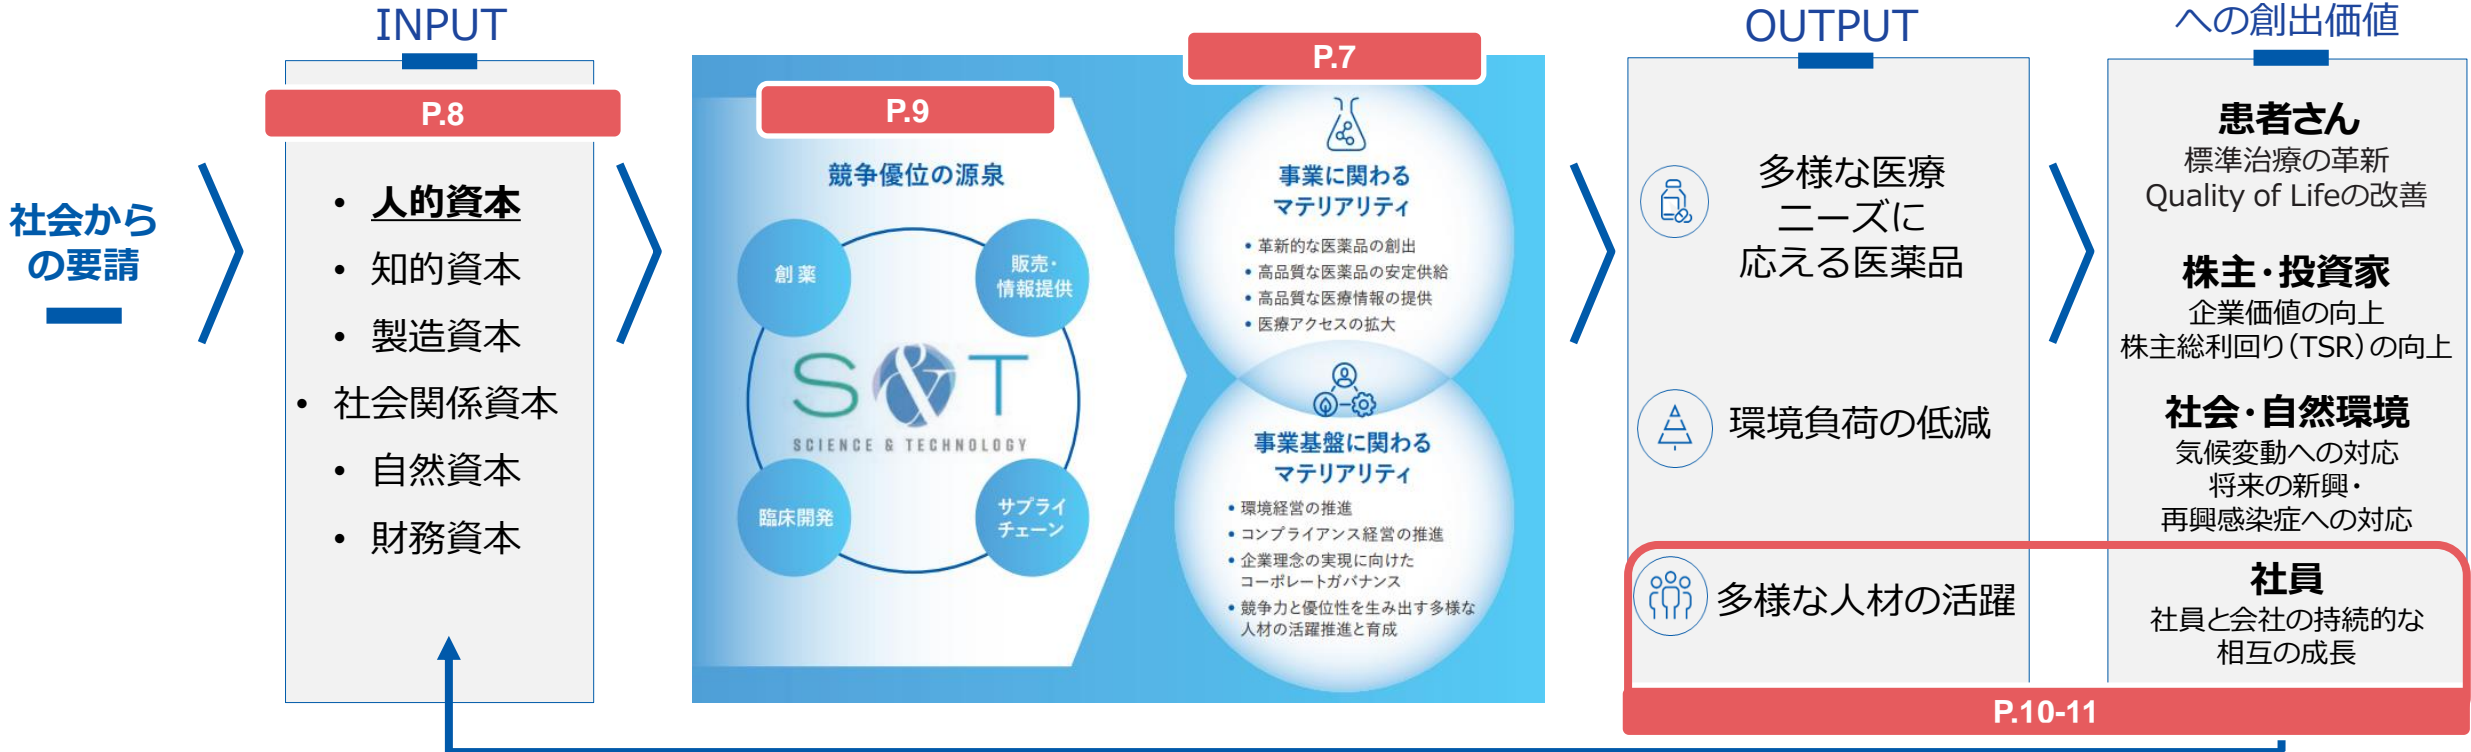 社会から
の要請
INPUT
P.8
• 人的資本
• 知的資本
• 製造資本
• 社会関係資本
• 自然資本
• 財務資本
P.9
競争優位の源泉
創薬
販売・
情報提供
S&T
SCIENCE & TECHNOLOGY
臨床開発
サプライ
チェーン
P.7
事業に関わる
マテリアリティ
• 革新的な医薬品の創出
• 高品質な医薬品の安定供給
• 高品質な医療情報の提供
• 医療アクセスの拡大
事業基盤に関わる
マテリアリティ
• 環境経営の推進
• コンプライアンス経営の推進
• 企業理念の実現に向けた
コーポレートガバナンス
• 競争力と優位性を生み出す多様な
人材の活躍推進と育成
OUTPUT
多様な医療
ニーズに
応える医薬品
環境負荷の低減
多様な人材の活躍
への創出価値
患者さん
標準治療の革新
Quality of Lifeの改善
株主・投資家
企業価値の向上
株主総利回り（TSR）の向上
社会・自然環境
気候変動への対応
将来の新興・
再興感染症への対応
社員
社員と会社の持続的な
相互の成長
P.10-11